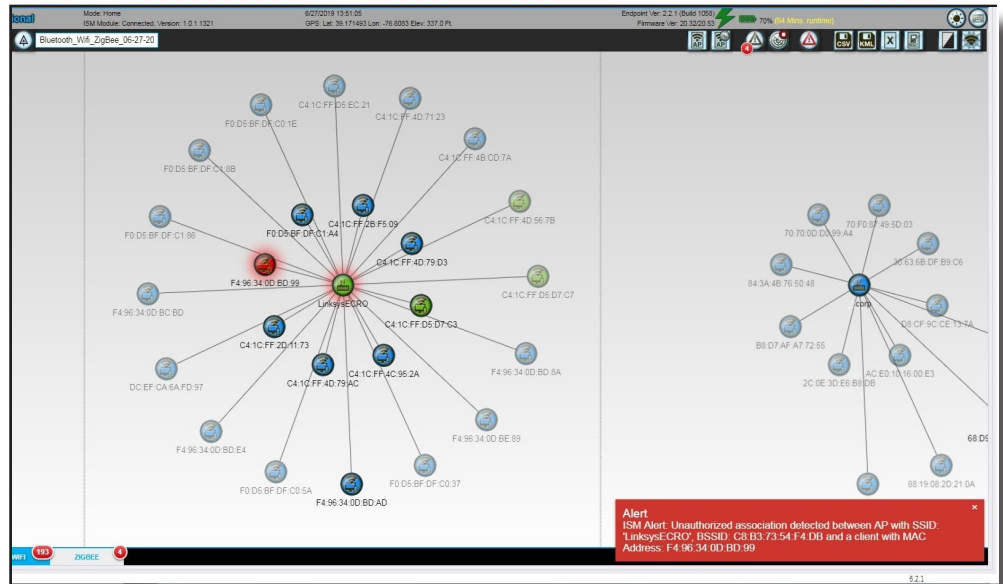 ional
Mode: Home
ISM Module: Connected, Version: 1.0.1.1321
6/27/2019 13:51:05
GPS: Lat: 39.171493 Lon: -76.8083 Elev: 337.0 Ft.
Endpoint Ver: 2.2.1 (Build 1058)
Firmware Ver: 20.32/20.53
70% (64 Mins. runtime)
Bluetooth_Wifi_ZigBee_06-27-20
AP
AP
4
CSV
KML
X
C4:1C:FF:D5:EC:21
F0:D5:BF:DF:C0:1E
C4:1C:FF:4D:71:23
C4:1C:FF:4B:CD:7A
F0:D5:BF:DF:C1:8B
C4:1C:FF:2B:F5:09
F0:D5:BF:DF:C1:A4
C4:1C:FF:4D:56:7B
F0:D5:BF:DF:C1:86
C4:1C:FF:4D:79:D3
F4:96:34:0D:BD:99
C4:1C:FF:D5:D7:C7
LinksysECRO
F4:96:34:0D:BC:BD
C4:1C:FF:D5:D7:C3
C4:1C:FF:2D:11:73
C4:1C:FF:4C:95:2A
F4:96:34:0D:BD:8A
C4:1C:FF:4D:79:AC
DC:EF:CA:6A:FD:97
F4:96:34:0D:BE:89
F4:96:34:0D:BD:E4
F0:D5:BF:DF:C0:5A
F0:D5:BF:DF:C0:37
F4:96:34:0D:BD:AD
70:F0:87:49:5D:03
70:70:0D:D0:99:A4
30:63:6B:DF:B9:C6
84:3A:4B:76:50:48
corp
D8:CF:9C:CE:13:7A
B8:D7:AF:A7:72:55
AC:E0:10:16:00:E3
2C:0E:3D:E6:B8:DB
68:D9
88:19:08:2D:21:0A
Alert
ISM Alert: Unauthorized association detected between AP with SSID:
'LinksysECRO', BSSID: C8:B3:73:54:F4:DB and a client with MAC
Address: F4:96:34:0D:BD:99
×
WIFI
193
ZIGBEE
4
6.2.1